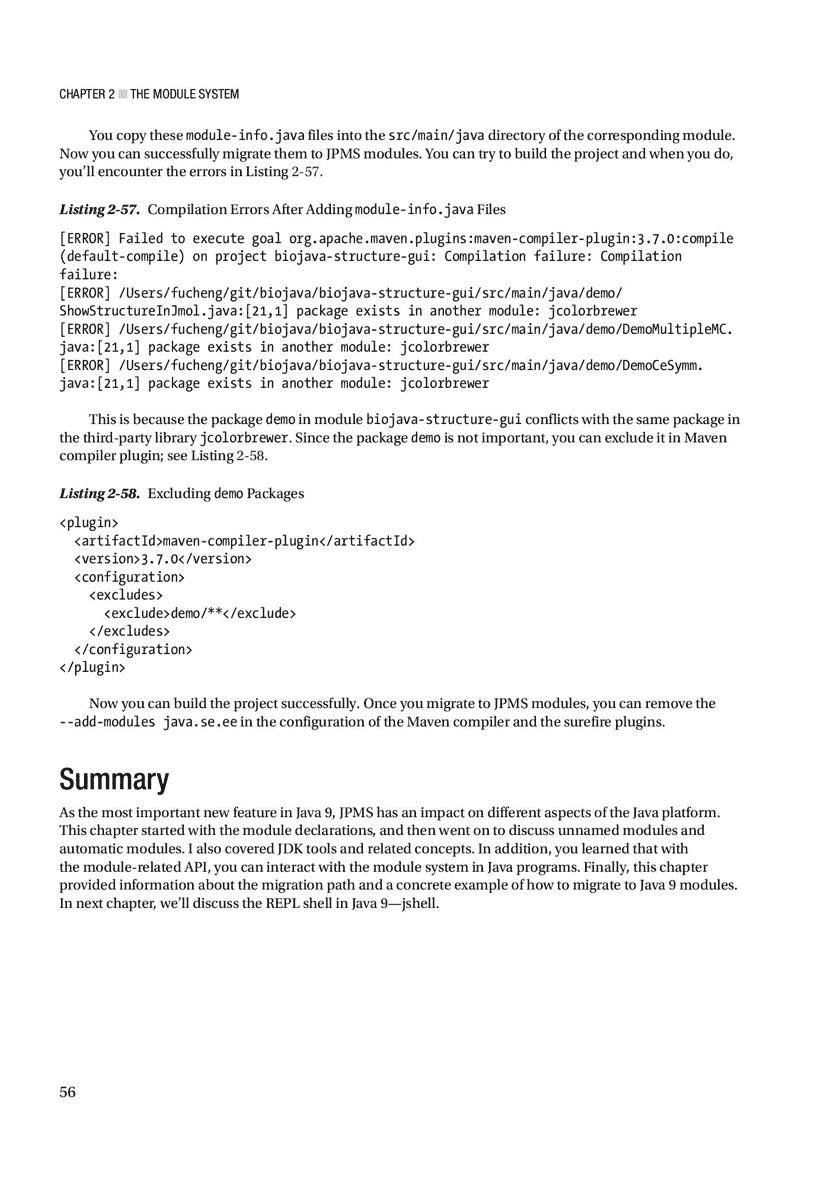 CHAPTER 2 ▒ THE MODULE SYSTEM
You copy these module-info.java files into the src/main/java directory of the corresponding module.
Now you can successfully migrate them to JPMS modules. You can try to build the project and when you do,
you'll encounter the errors in Listing 2-57.
Listing 2-57. Compilation Errors After Adding module-info.java Files
[ERROR] Failed to execute goal org.apache.maven.plugins:maven-compiler-plugin:3.7.0:compile
(default-compile) on project biojava-structure-gui: Compilation failure: Compilation
failure:
[ERROR] /Users/fucheng/git/biojava/biojava-structure-gui/src/main/java/demo/
ShowStructureInJmol.java:[21,1] package exists in another module: jcolorbrewer
[ERROR] /Users/fucheng/git/biojava/biojava-structure-gui/src/main/java/demo/DemoMultipleMC.
java:[21,1] package exists in another module: jcolorbrewer
[ERROR] /Users/fucheng/git/biojava/biojava-structure-gui/src/main/java/demo/DemoCeSymm.
java:[21,1] package exists in another module: jcolorbrewer
This is because the package demo in module biojava-structure-gui conflicts with the same package in
the third-party library jcolorbrewer. Since the package demo is not important, you can exclude it in Maven
compiler plugin; see Listing 2-58.
Listing 2-58. Excluding demo Packages
<plugin>
  <artifactId>maven-compiler-plugin</artifactId>
  <version>3.7.0</version>
  <configuration>
    <excludes>
      <exclude>demo/**</exclude>
    </excludes>
  </configuration>
</plugin>
Now you can build the project successfully. Once you migrate to JPMS modules, you can remove the
--add-modules java.se.ee in the configuration of the Maven compiler and the surefire plugins.
Summary
As the most important new feature in Java 9, JPMS has an impact on different aspects of the Java platform.
This chapter started with the module declarations, and then went on to discuss unnamed modules and
automatic modules. I also covered JDK tools and related concepts. In addition, you learned that with
the module-related API, you can interact with the module system in Java programs. Finally, this chapter
provided information about the migration path and a concrete example of how to migrate to Java 9 modules.
In next chapter, we'll discuss the REPL shell in Java 9—jshell.
56